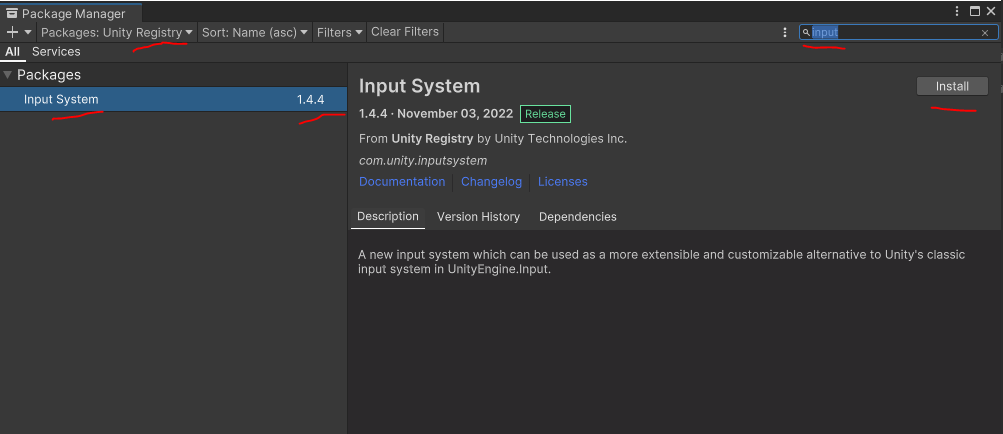 Package Manager
Packages: Unity Registry Sort: Name (asc) Filters Clear Filters input
All Services
Packages
Input System 1.4.4
Input System
Install
1.4.4 · November 03, 2022 Release
From Unity Registry by Unity Technologies Inc.
com.unity.inputsystem
Documentation Changelog Licenses
Description Version History Dependencies
A new input system which can be used as a more extensible and customizable alternative to Unity's classic
input system in UnityEngine.Input.